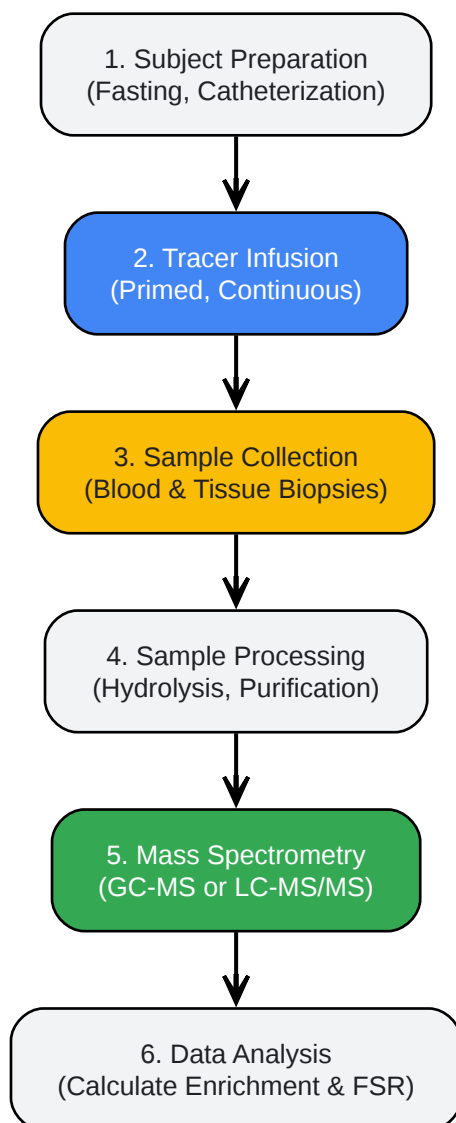 1. Subject Preparation
(Fasting, Catheterization)
2. Tracer Infusion
(Primed, Continuous)
3. Sample Collection
(Blood & Tissue Biopsies)
4. Sample Processing
(Hydrolysis, Purification)
5. Mass Spectrometry
(GC-MS or LC-MS/MS)
6. Data Analysis
(Calculate Enrichment & FSR)